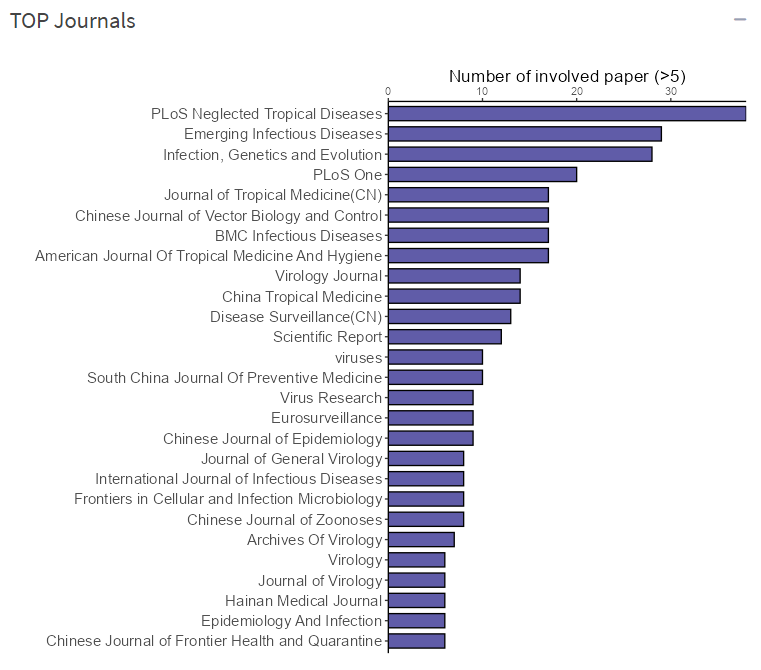 TOP Journals
Number of involved paper (>5)
0 10 20 30
PLoS Neglected Tropical Diseases
Emerging Infectious Diseases
Infection, Genetics and Evolution
PLoS One
Journal of Tropical Medicine(CN)
Chinese Journal of Vector Biology and Control
BMC Infectious Diseases
American Journal Of Tropical Medicine And Hygiene
Virology Journal
China Tropical Medicine
Disease Surveillance(CN)
Scientific Report
viruses
South China Journal Of Preventive Medicine
Virus Research
Eurosurveillance
Chinese Journal of Epidemiology
Journal of General Virology
International Journal of Infectious Diseases
Frontiers in Cellular and Infection Microbiology
Chinese Journal of Zoonoses
Archives Of Virology
Virology
Journal of Virology
Hainan Medical Journal
Epidemiology And Infection
Chinese Journal of Frontier Health and Quarantine